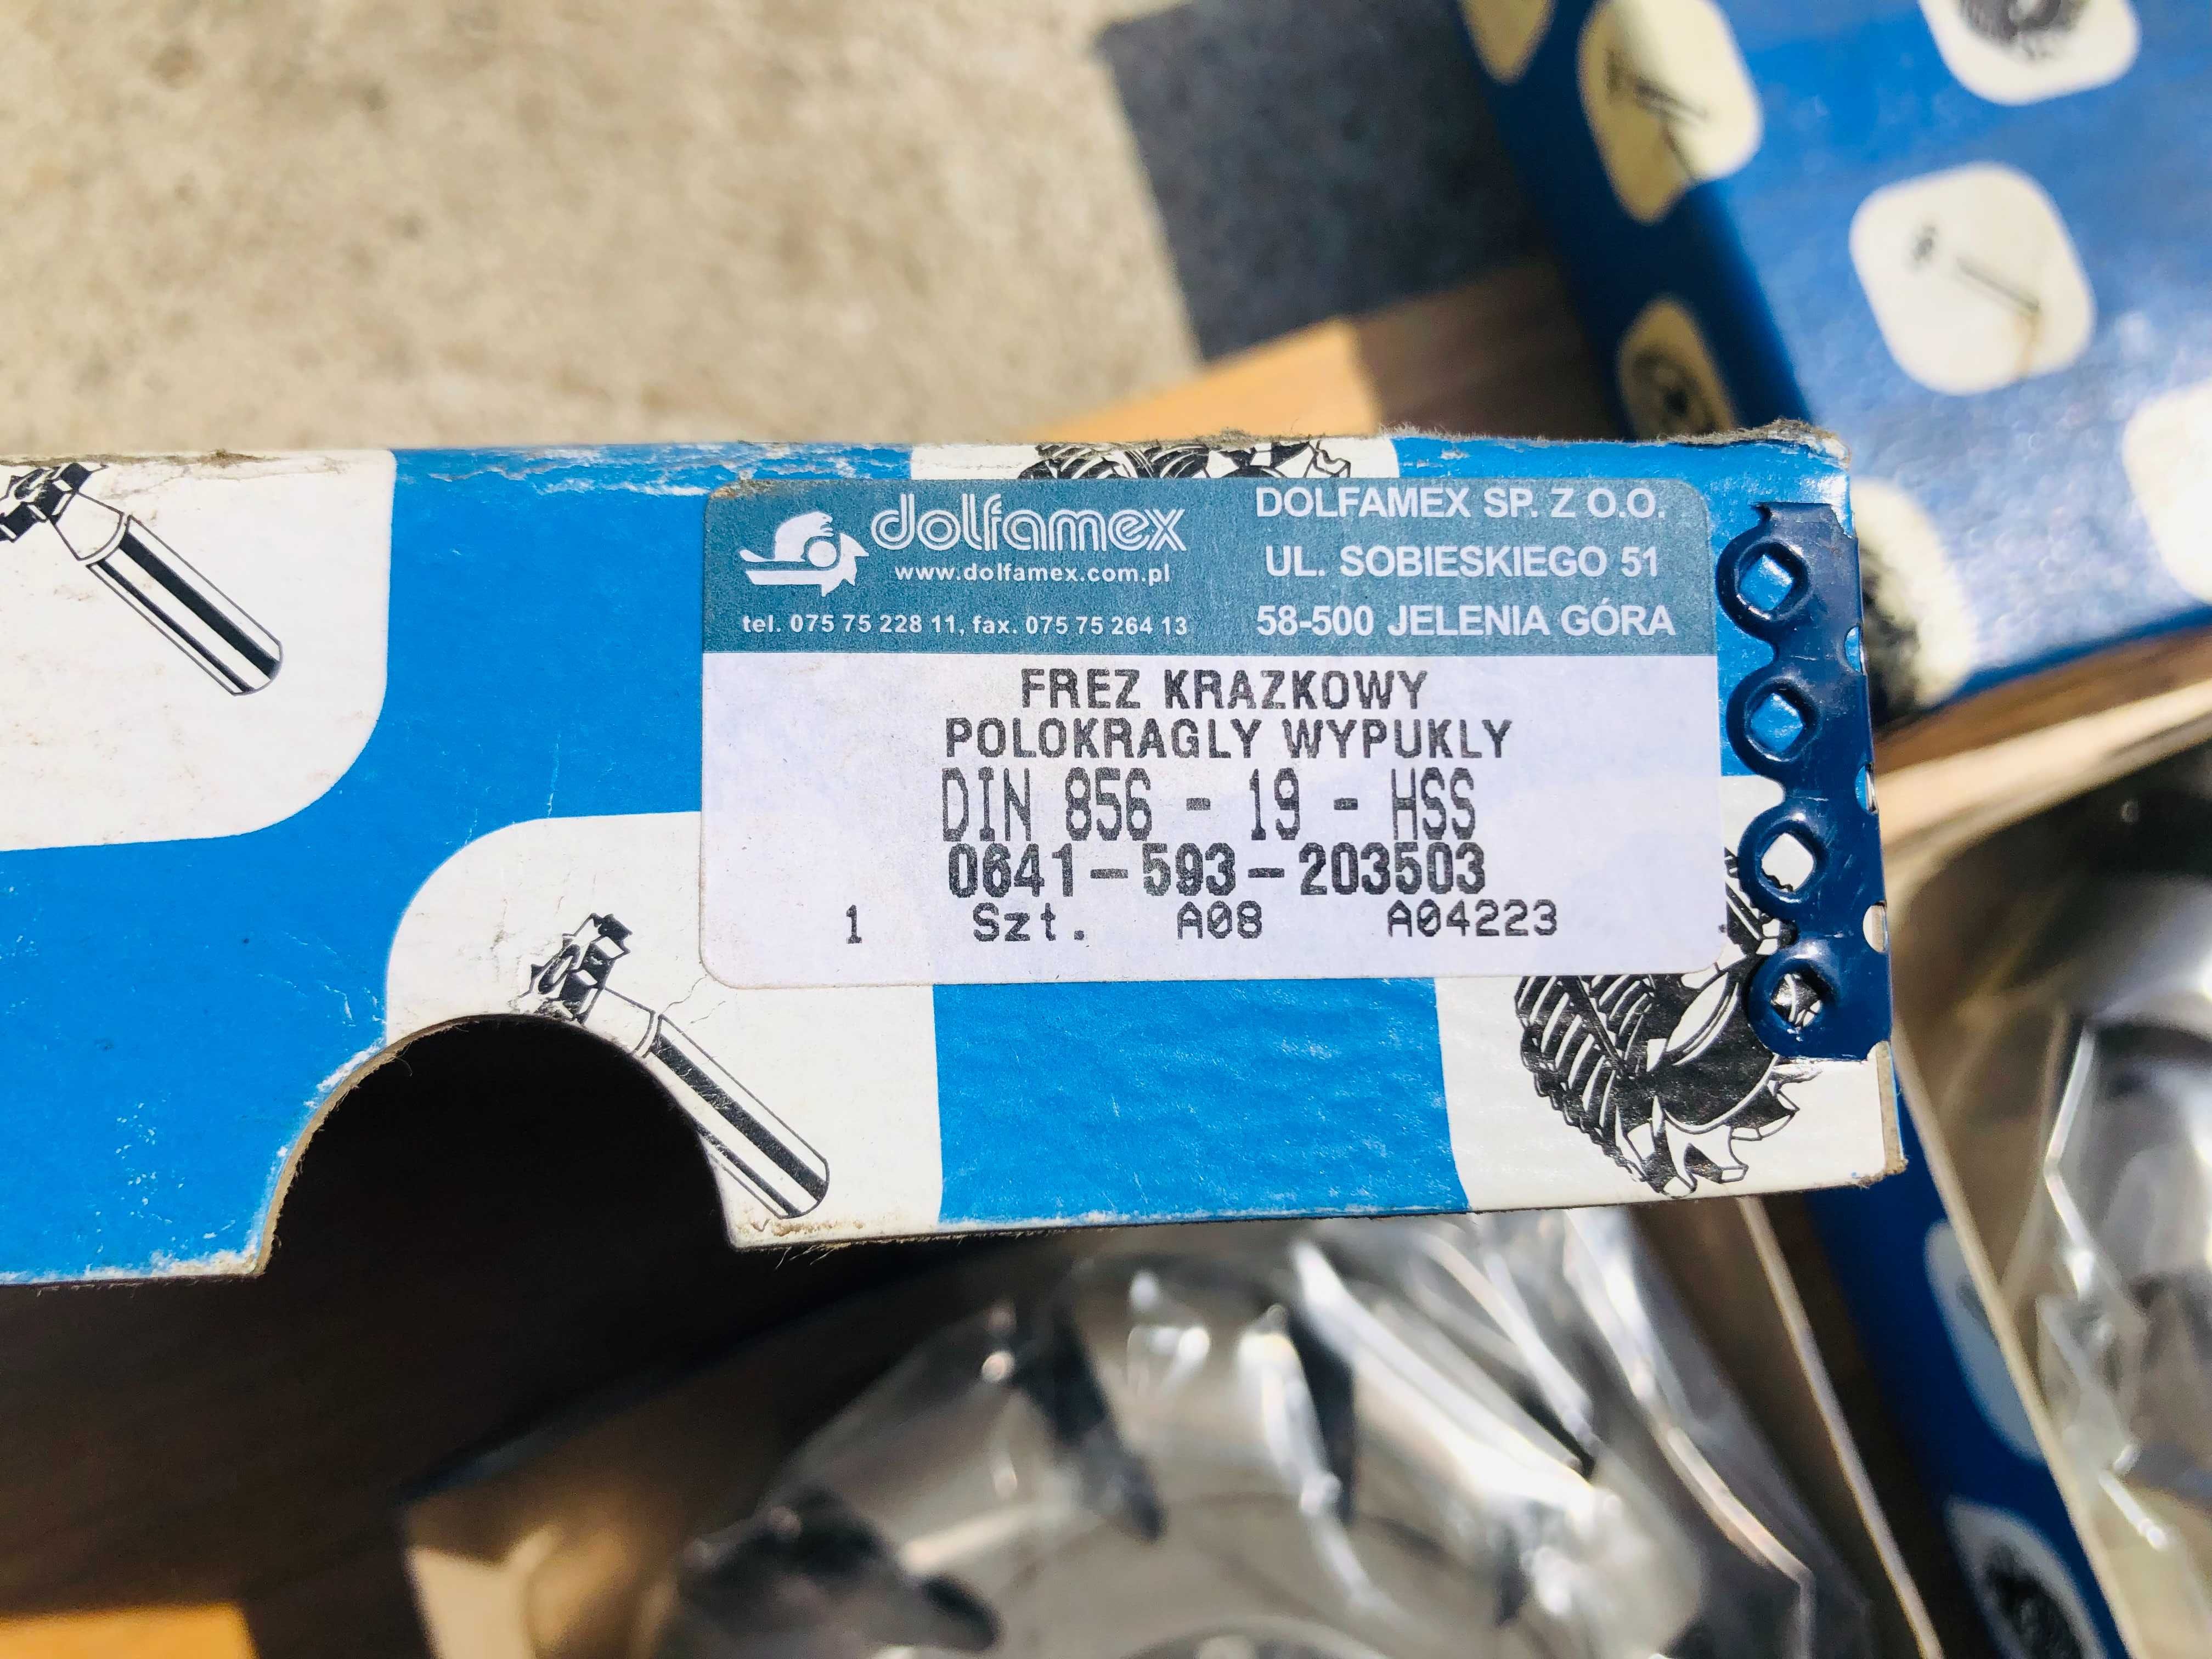 dolfamex
www.dolfamex.com.pl
tel. 075 75 228 11, fax. 075 75 264 13
DOLFAMEX SP. Z O.O.
UL. SOBIESKIEGO 51
58-500 JELENIA GÓRA
FREZ KRAZKOWY
POLOKRAGLY WYPUKLY
DIN 856 - 19 - HSS
0641-593-203503
1 Szt. A08 A04223